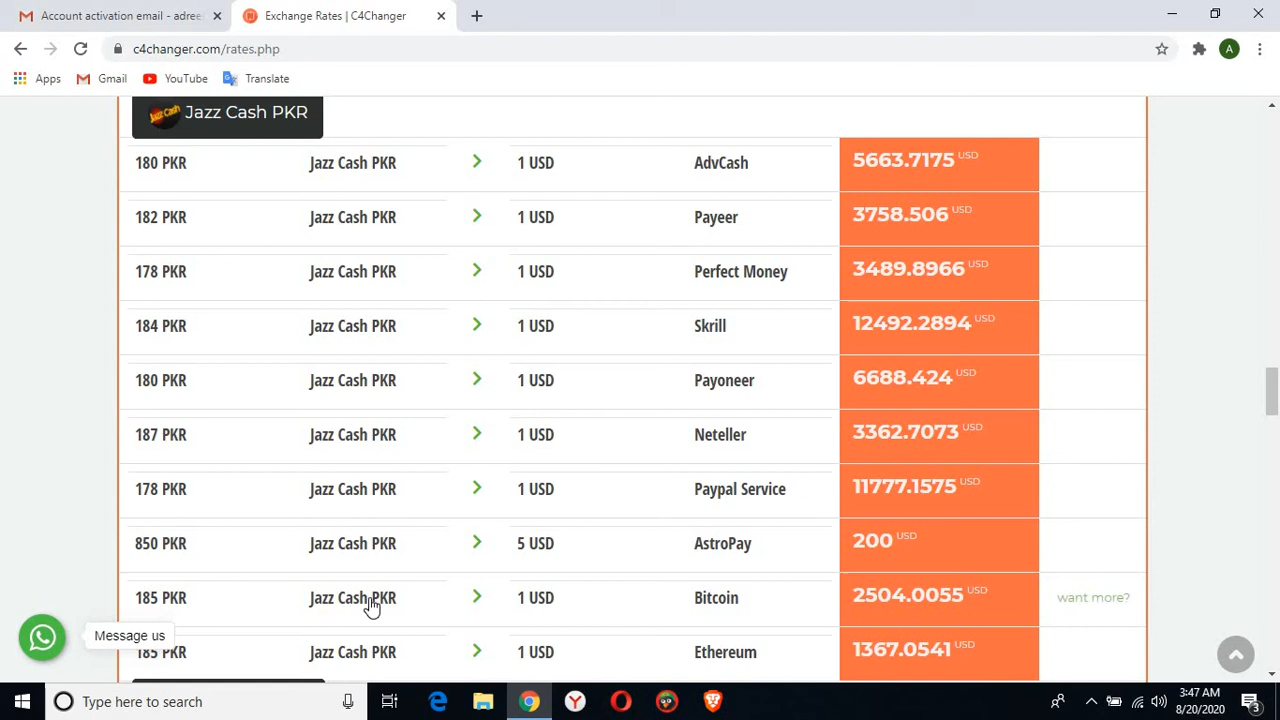 Account activation email - adree
Exchange Rates | C4Changer
c4changer.com/rates.php
A
Apps
Gmail
YouTube
Translate
Jazz Cash PKR
180 PKR Jazz Cash PKR 1 USD AdvCash 5663.7175 USD
182 PKR Jazz Cash PKR 1 USD Payeer 3758.506 USD
178 PKR Jazz Cash PKR 1 USD Perfect Money 3489.8966 USD
184 PKR Jazz Cash PKR 1 USD Skrill 12492.2894 USD
180 PKR Jazz Cash PKR 1 USD Payoneer 6688.424 USD
187 PKR Jazz Cash PKR 1 USD Neteller 3362.7073 USD
178 PKR Jazz Cash PKR 1 USD Paypal Service 11777.1575 USD
850 PKR Jazz Cash PKR 5 USD AstroPay 200 USD
185 PKR Jazz Cash PKR 1 USD Bitcoin 2504.0055 USD want more?
Message us
185 PKR Jazz Cash PKR 1 USD Ethereum 1367.0541 USD
Type here to search
3:47 AM
8/20/2020
3